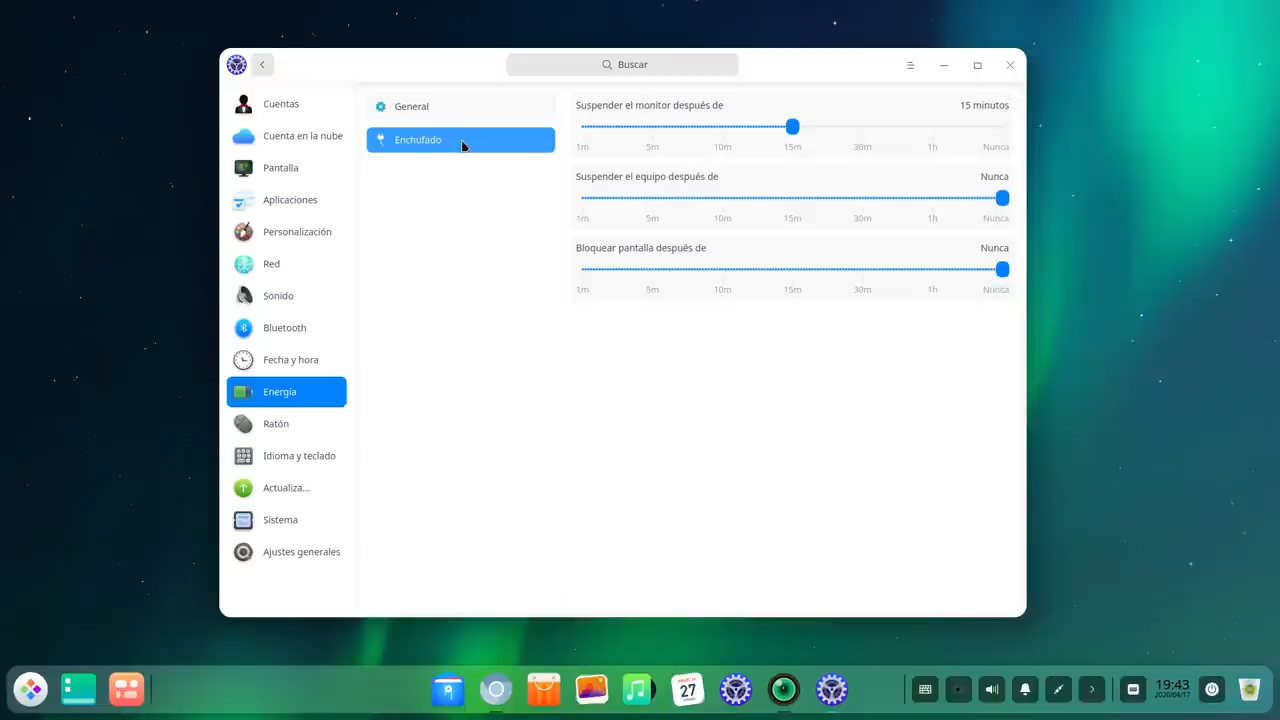 Buscar
Cuentas
Cuenta en la nube
Pantalla
Aplicaciones
Personalización
Red
Sonido
Bluetooth
Fecha y hora
Energía
Ratón
Idioma y teclado
Actualiza...
Sistema
Ajustes generales
General
Enchufado
Suspender el monitor después de 15 minutos
1m 5m 10m 15m 30m 1h Nunca
Suspender el equipo después de Nunca
1m 5m 10m 15m 30m 1h Nunca
Bloquear pantalla después de Nunca
1m 5m 10m 15m 30m 1h Nunca
27
19:43
2020/04/17